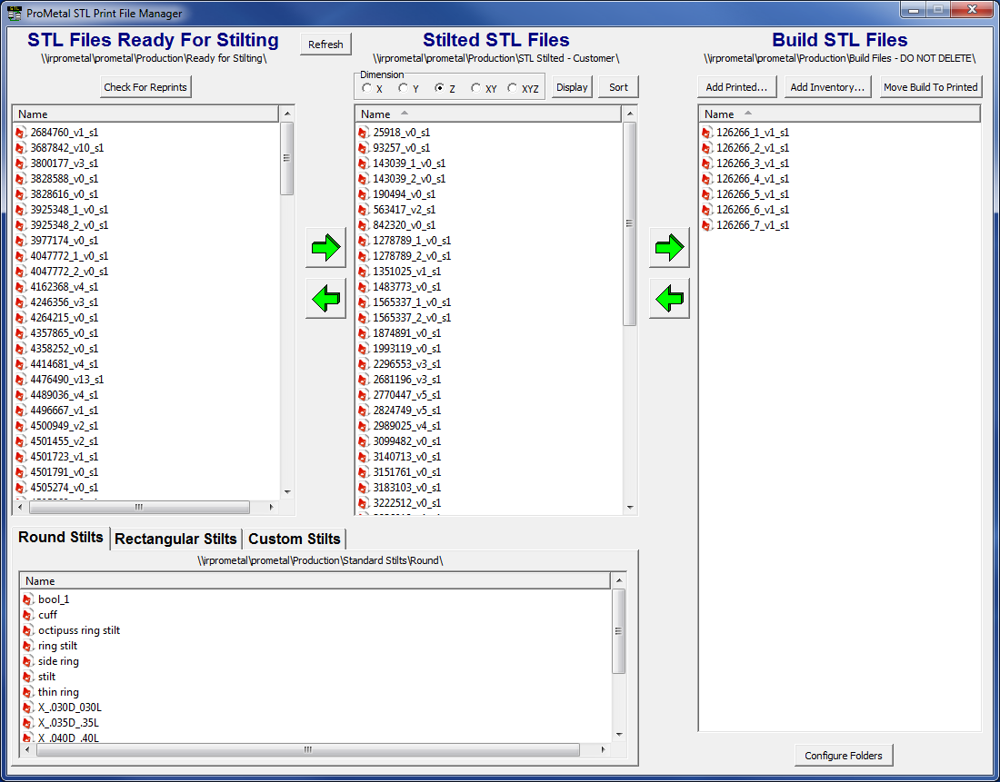 STL
ProMetal STL Print File Manager
STL Files Ready For Stilting
\\irprometal\prometal\Production\Ready for Stilting\
Check For Reprints
Refresh
Name
2684760_v1_s1
3687842_v10_s1
3800177_v3_s1
3828588_v0_s1
3828616_v0_s1
3925348_1_v0_s1
3925348_2_v0_s1
3977174_v0_s1
4047772_1_v0_s1
4047772_2_v0_s1
4162368_v4_s1
4246356_v3_s1
4264215_v0_s1
4357865_v0_s1
4358252_v0_s1
4414681_v4_s1
4476490_v13_s1
4489036_v4_s1
4496667_v1_s1
4500949_v2_s1
4501455_v2_s1
4501723_v1_s1
4501791_v0_s1
4505274_v0_s1
Stilted STL Files
\\irprometal\prometal\Production\STL Stilted - Customer\
Dimension
X Y Z XY XYZ
Display
Sort
Name
25918_v0_s1
93257_v0_s1
143039_1_v0_s1
143039_2_v0_s1
190494_v0_s1
563417_v2_s1
842320_v0_s1
1278789_1_v0_s1
1278789_2_v0_s1
1351025_v1_s1
1483773_v0_s1
1565337_1_v0_s1
1565337_2_v0_s1
1874891_v0_s1
1993119_v0_s1
2296553_v3_s1
2681196_v3_s1
2770447_v5_s1
2824749_v5_s1
2989025_v4_s1
3099482_v0_s1
3140713_v0_s1
3151761_v0_s1
3183103_v0_s1
3222512_v0_s1
Build STL Files
\\irprometal\prometal\Production\Build Files - DO NOT DELETE\
Add Printed...
Add Inventory...
Move Build To Printed
Name
126266_1_v1_s1
126266_2_v1_s1
126266_3_v1_s1
126266_4_v1_s1
126266_5_v1_s1
126266_6_v1_s1
126266_7_v1_s1
Round Stilts
Rectangular Stilts
Custom Stilts
\\irprometal\prometal\Production\Standard Stilts\Round\
Name
bool_1
cuff
octipuss ring stilt
ring stilt
side ring
stilt
thin ring
X_.030D_030L
X_.035D_.35L
X_.040D_.40L
Configure Folders